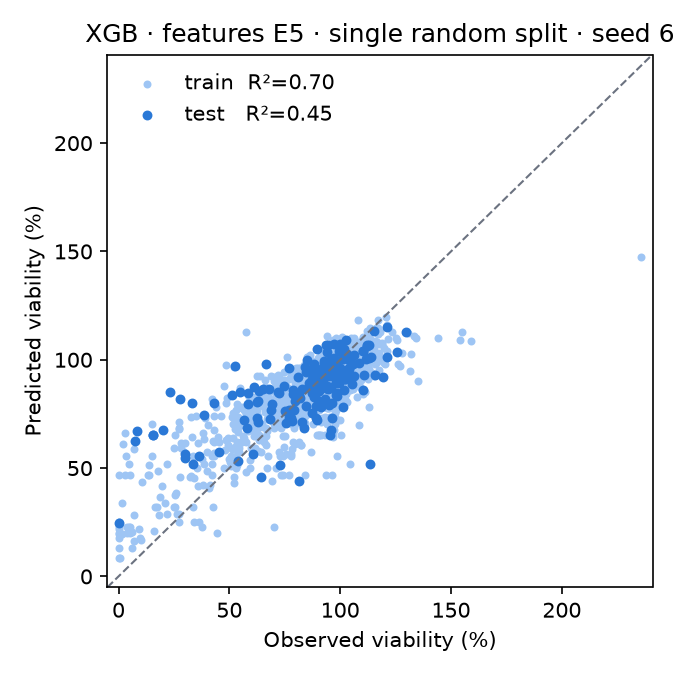 XGB · features E5 · single random split · seed 6
train R²=0.70
test R²=0.45
200
150
100
50
0
Predicted viability (%)
0 50 100 150 200
Observed viability (%)